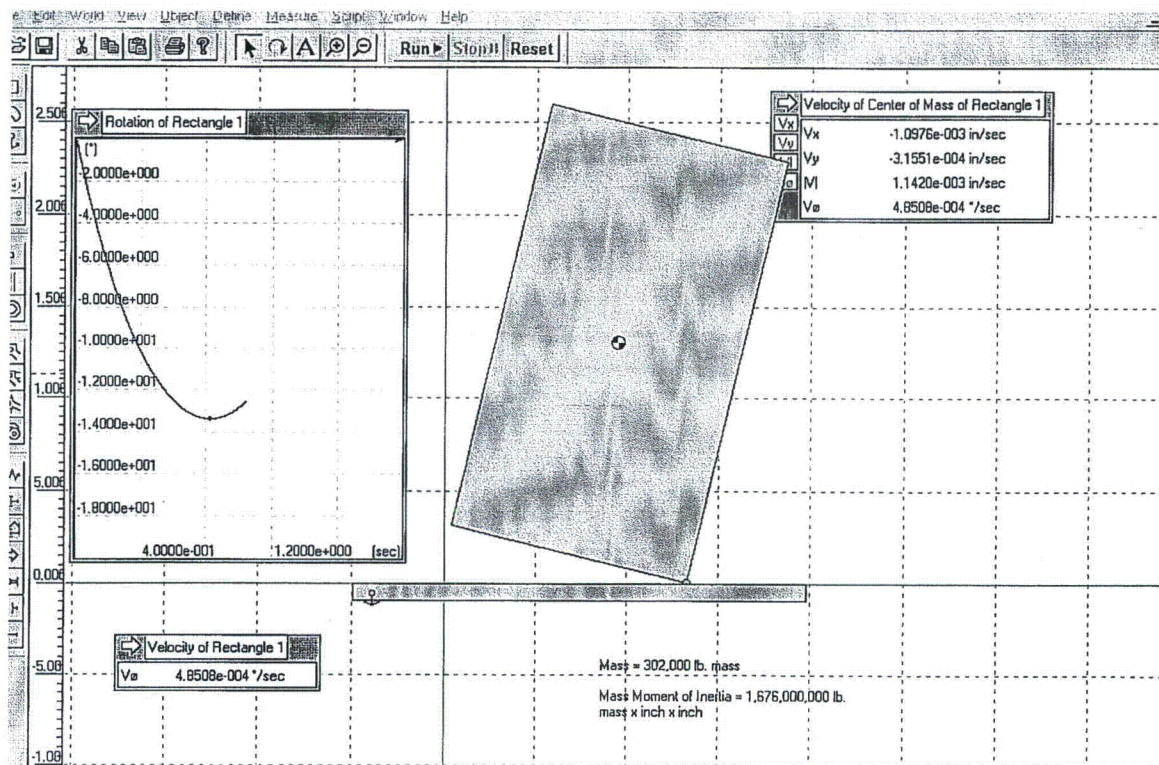 Edit World View Object Define Measure Script Window Help
A ? Run Stop Reset
2.500
2.000
1.500
1.000
5.000
0.000
-5.00
-1.00
Rotation of Rectangle 1
(°)
-2.0000e+000
-4.0000e+000
-6.0000e+000
-8.0000e+000
-1.0000e+001
-1.2000e+001
-1.4000e+001
-1.6000e+001
-1.8000e+001
4.0000e-001 1.2000e+000 (sec)
Velocity of Center of Mass of Rectangle 1
Vx
Vy
|V|
Vø
Vx -1.0976e-003 in/sec
Vy -3.1551e-004 in/sec
|V| 1.1420e-003 in/sec
Vø 4.8508e-004 °/sec
Velocity of Rectangle 1
Vø 4.8508e-004 °/sec
Mass = 302,000 lb. mass
Mass Moment of Inertia = 1,676,000,000 lb.
mass x inch x inch